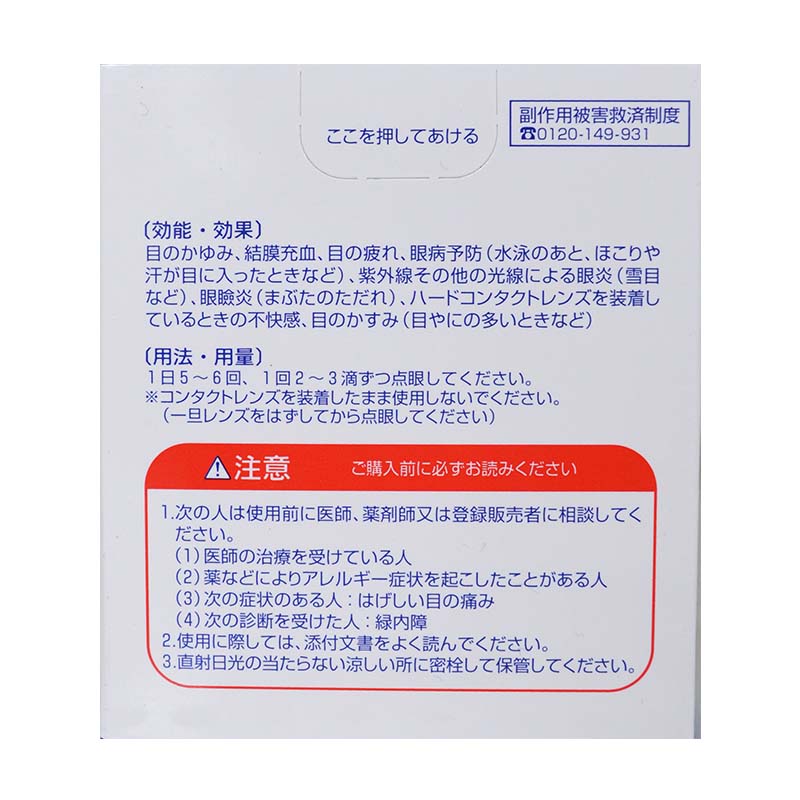 ここを押してあける
副作用被害救済制度
☎0120-149-931
〔効能・効果〕
目のかゆみ、結膜充血、目の疲れ、眼病予防（水泳のあと、ほこりや
汗が目に入ったときなど）、紫外線その他の光線による眼炎（雪目
など）、眼瞼炎（まぶたのただれ）、ハードコンタクトレンズを装着し
ているときの不快感、目のかすみ（目やにの多いときなど）
〔用法・用量〕
1日5～6回、1回2～3滴ずつ点眼してください。
※コンタクトレンズを装着したまま使用しないでください。
（一旦レンズをはずしてから点眼してください）
⚠注意 ご購入前に必ずお読みください
1.次の人は使用前に医師、薬剤師又は登録販売者に相談してく
ださい。
（1）医師の治療を受けている人
（2）薬などによりアレルギー症状を起こしたことがある人
（3）次の症状のある人：はげしい目の痛み
（4）次の診断を受けた人：緑内障
2.使用に際しては、添付文書をよく読んでください。
3.直射日光の当たらない涼しい所に密栓して保管してください。